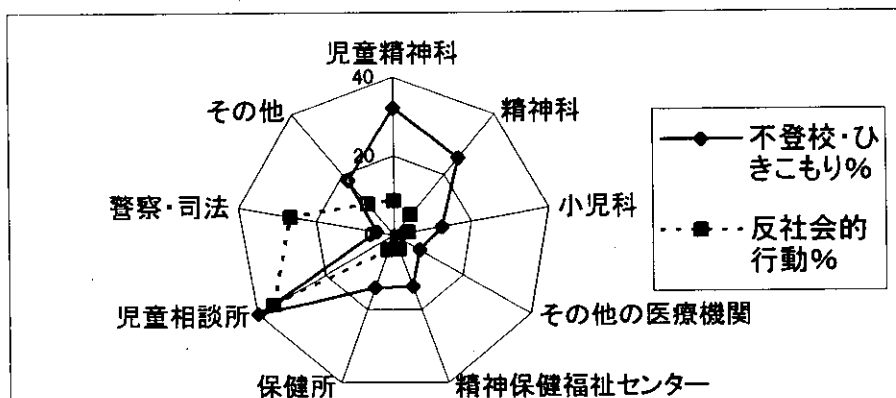 児童精神科
40
精神科
その他
20
小児科
警察・司法
0
その他の医療機関
児童相談所
保健所
精神保健福祉センター
不登校・ひ
きこもり%
反社会的
行動%